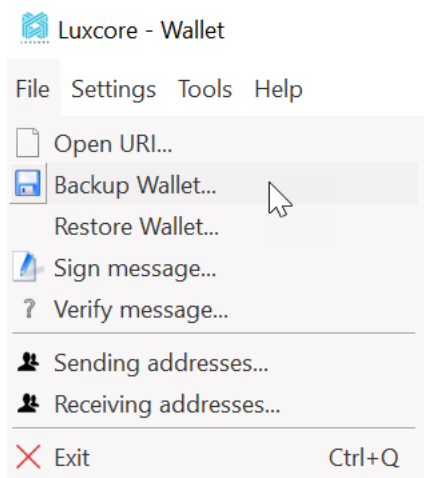 LUXCORE
Luxcore - Wallet
File Settings Tools Help
Open URI...
Backup Wallet...
Restore Wallet...
Sign message...
Verify message...
Sending addresses...
Receiving addresses...
Exit Ctrl+Q